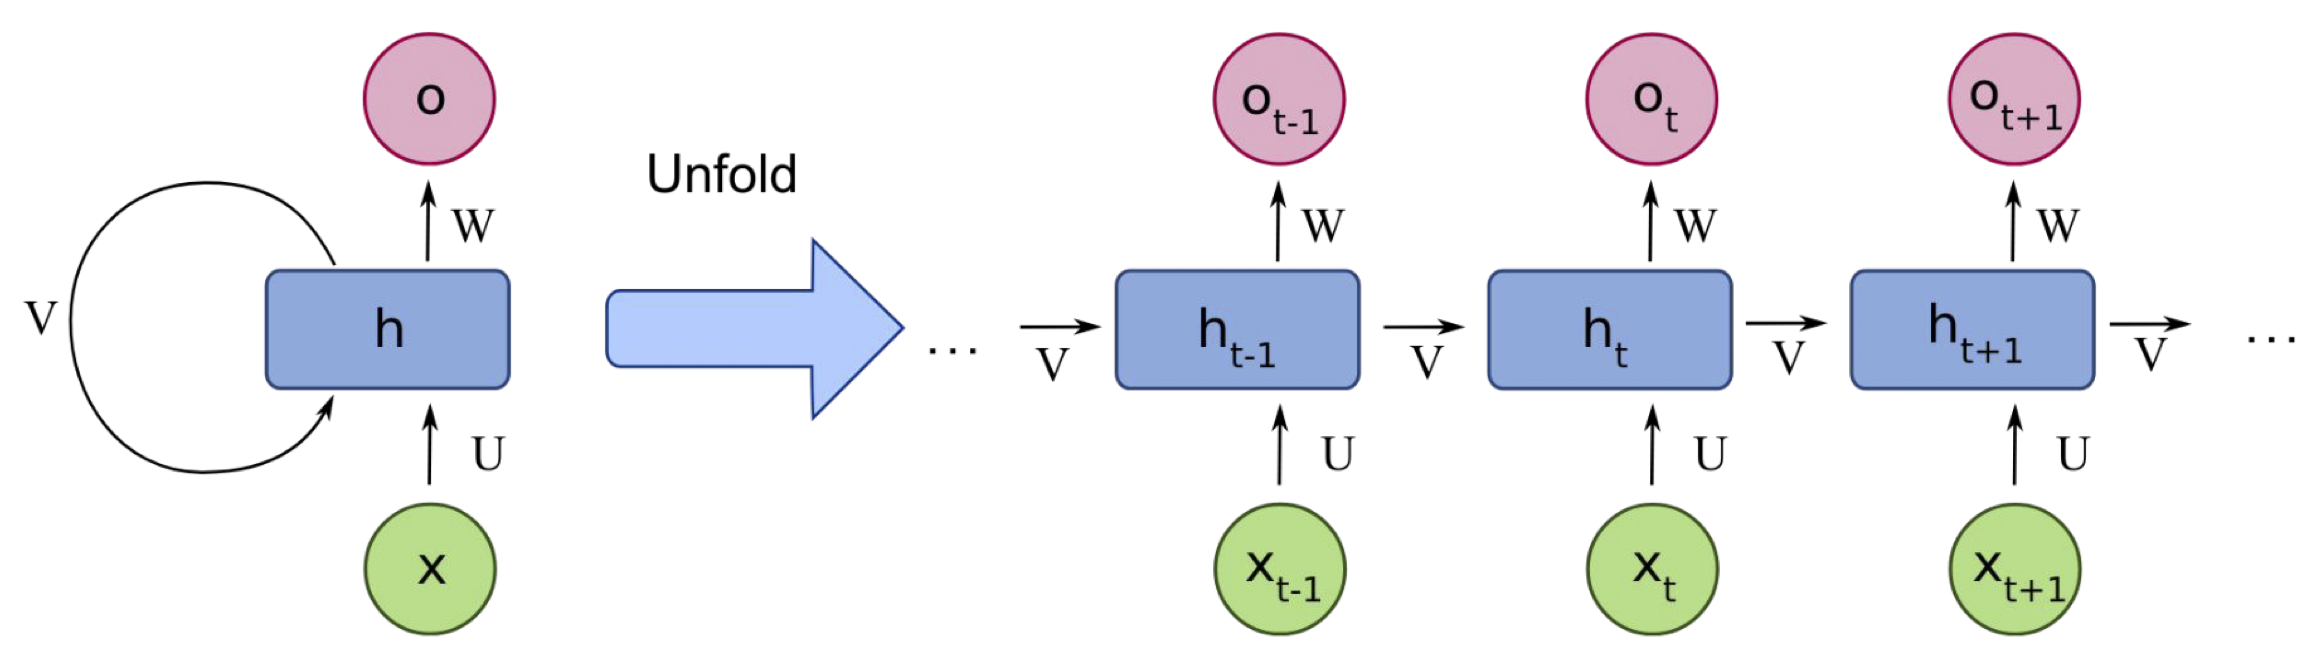 o
W
V
h
U
x
Unfold
...
V
o_{t-1}
W
h_{t-1}
U
x_{t-1}
V
o_t
W
h_t
U
x_t
V
o_{t+1}
W
h_{t+1}
U
x_{t+1}
V
...